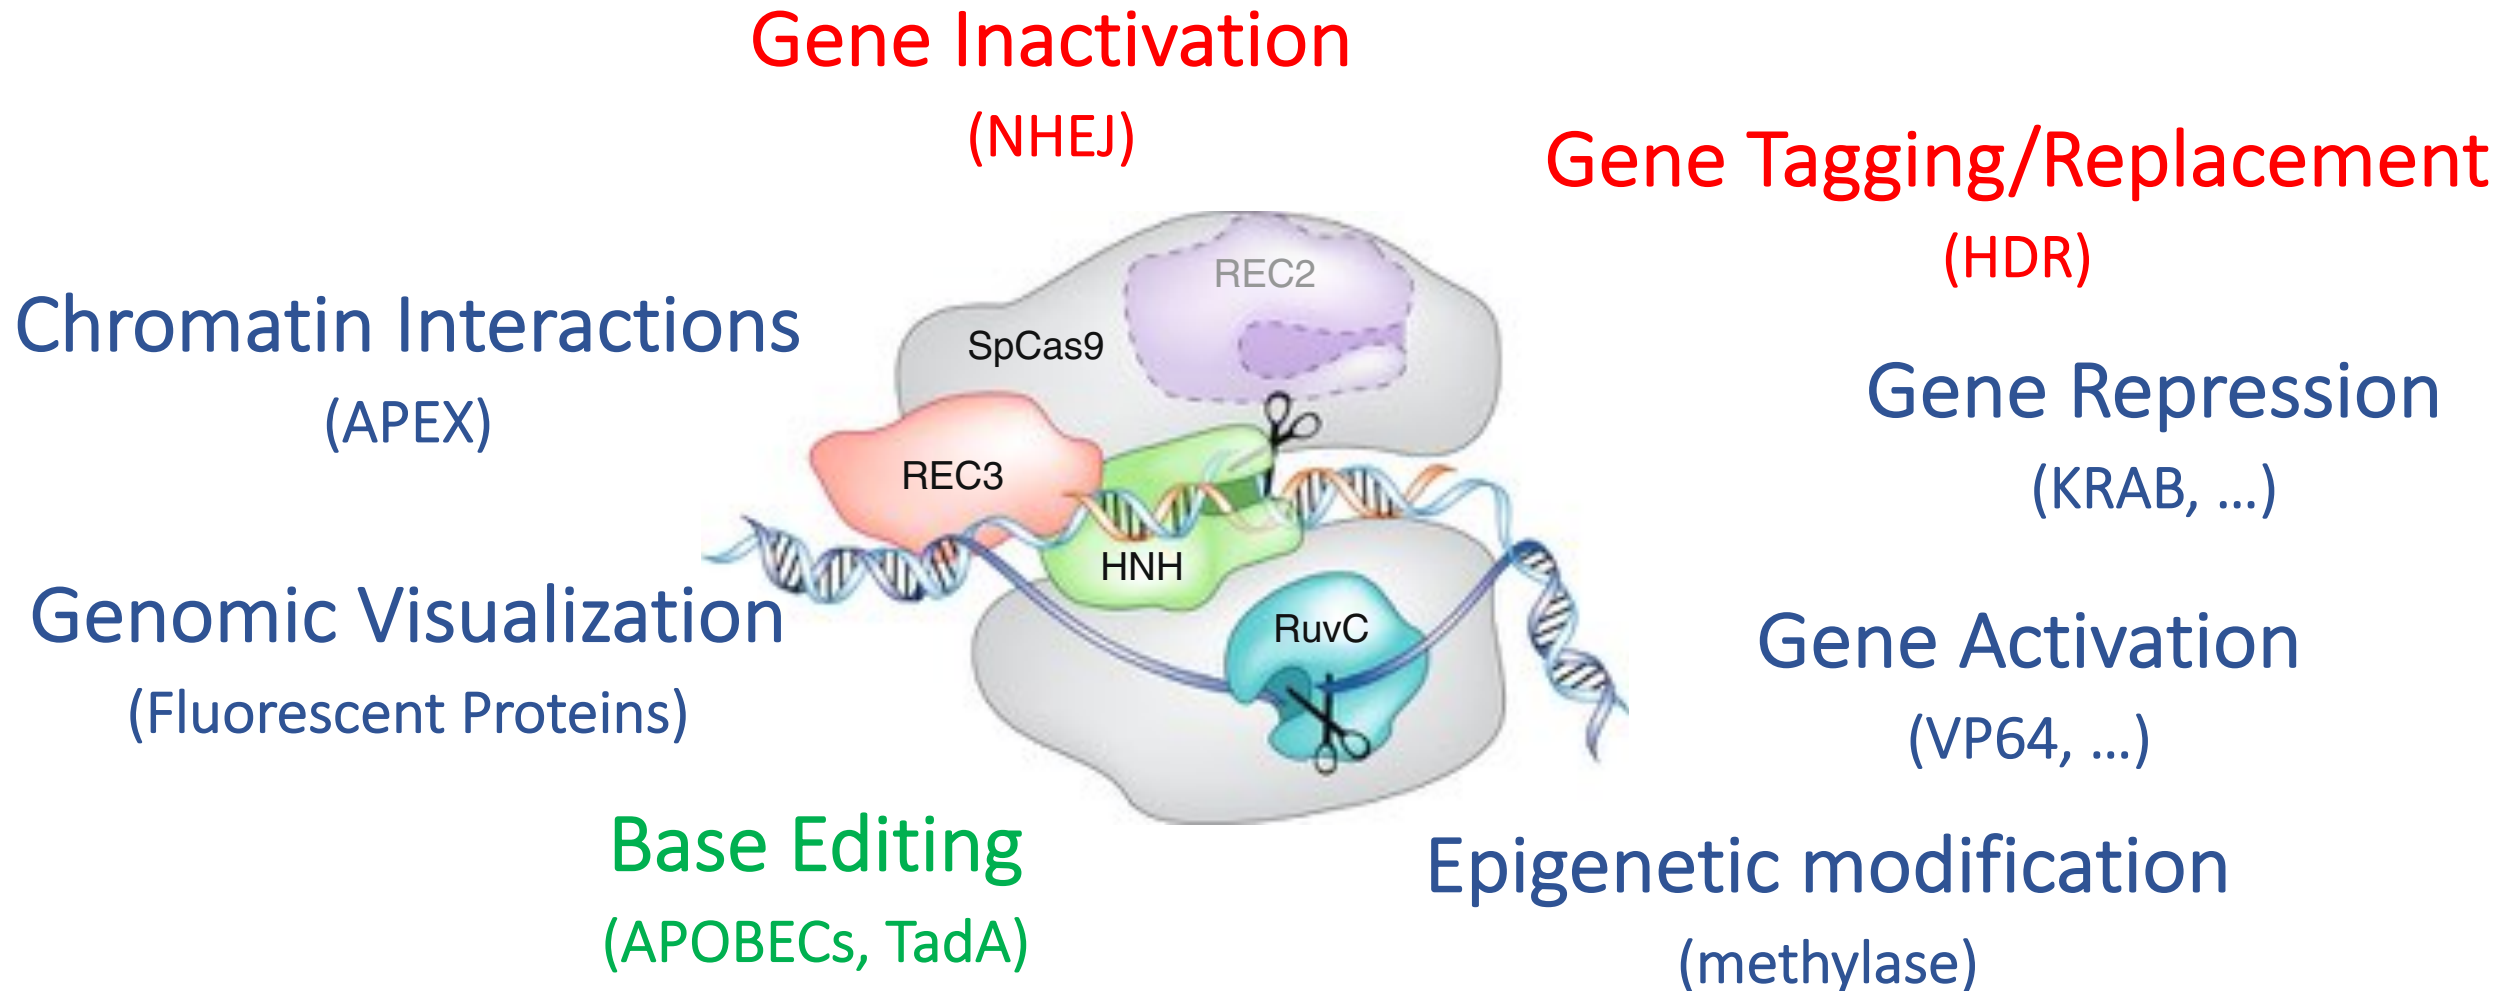 Gene Inactivation
(NHEJ)
Gene Tagging/Replacement
(HDR)
Chromatin Interactions
(APEX)
Gene Repression
(KRAB, ...)
Genomic Visualization
(Fluorescent Proteins)
Gene Activation
(VP64, ...)
Base Editing
(APOBECs, TadA)
Epigenetic modification
(methylase)
REC2
SpCas9
REC3
HNH
RuvC